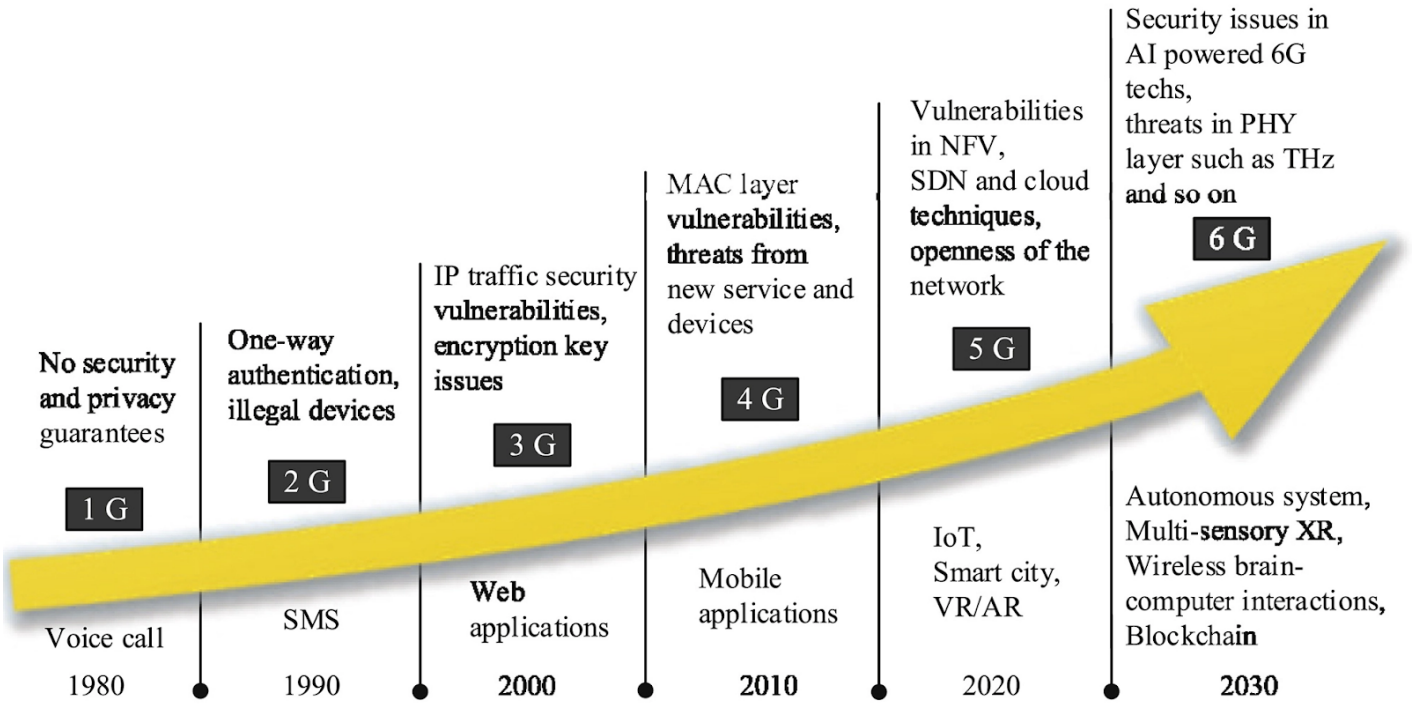 No security
and privacy
guarantees
1 G
Voice call
1980
One-way
authentication,
illegal devices
2 G
SMS
1990
IP traffic security
vulnerabilities,
encryption key
issues
3 G
Web
applications
2000
MAC layer
vulnerabilities,
threats from
new service and
devices
4 G
Mobile
applications
2010
Vulnerabilities
in NFV,
SDN and cloud
techniques,
openness of the
network
5 G
IoT,
Smart city,
VR/AR
2020
Security issues in
AI powered 6G
techs,
threats in PHY
layer such as THz
and so on
6 G
Autonomous system,
Multi-sensory XR,
Wireless brain-
computer interactions,
Blockchain
2030